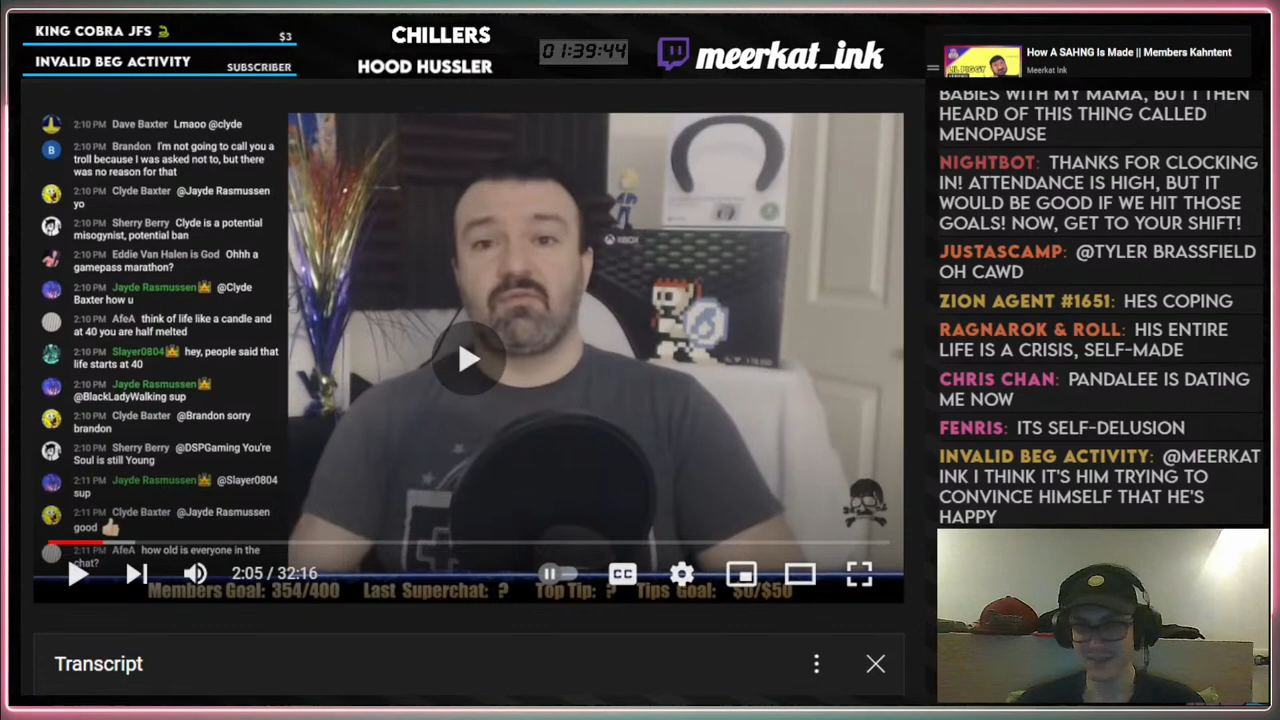 KING COBRA JFS
$3
INVALID BEG ACTIVITY
SUBSCRIBER
CHILLERS
HOOD HUSSLER
01:39:44
meerkat_ink
How A SAHNG Is Made || Members Kahntent
Meerkat Ink
2:10 PM Dave Baxter Lmaoo @clyde
B
2:10 PM Brandon I'm not going to call you a
troll because I was asked not to, but there
was no reason for that
2:10 PM Clyde Baxter @Jayde Rasmussen
yo
2:10 PM Sherry Berry Clyde is a potential
misogynist, potential ban
2:10 PM Eddie Van Halen is God Ohhh a
gamepass marathon?
2:10 PM Jayde Rasmussen @Clyde
Baxter how u
2:10 PM AfeA think of life like a candle and
at 40 you are half melted
2:10 PM Slayer0804 hey, people said that
life starts at 40
2:10 PM Jayde Rasmussen
@BlackLadyWalking sup
2:10 PM Clyde Baxter @Brandon sorry
brandon
2:10 PM Sherry Berry @DSPGaming You're
Soul is still Young
2:11 PM Jayde Rasmussen @Slayer0804
sup
2:11 PM Clyde Baxter @Jayde Rasmussen
good
2:11 PM AfeA how old is everyone in the
chat?
XBOX
2:05 / 32:16
CC
Members Goal: 354/400 Last Superchat: ? Top Tip: ? Tips Goal: $0/$50
Transcript
BABIES WITH MY MAMA, BUT I THEN
HEARD OF THIS THING CALLED
MENOPAUSE
NIGHTBOT: THANKS FOR CLOCKING
IN! ATTENDANCE IS HIGH, BUT IT
WOULD BE GOOD IF WE HIT THOSE
GOALS! NOW, GET TO YOUR SHIFT!
JUSTASCAMP: @TYLER BRASSFIELD
OH CAWD
ZION AGENT #1651: HES COPING
RAGNAROK & ROLL: HIS ENTIRE
LIFE IS A CRISIS, SELF-MADE
CHRIS CHAN: PANDALEE IS DATING
ME NOW
FENRIS: ITS SELF-DELUSION
INVALID BEG ACTIVITY: @MEERKAT
INK I THINK IT'S HIM TRYING TO
CONVINCE HIMSELF THAT HE'S
HAPPY